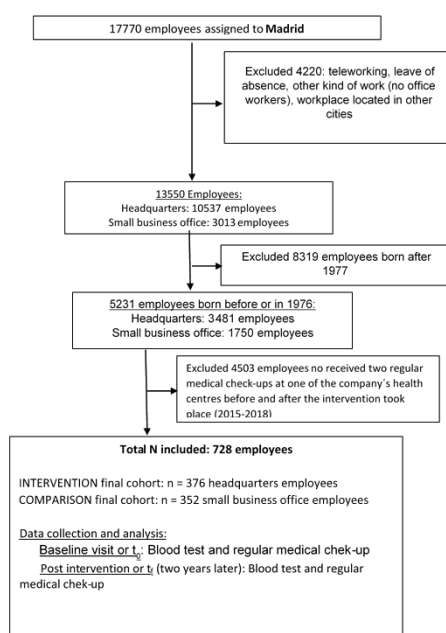 17770 employees assigned to Madrid
Excluded 4220: teleworking, leave
of absence, other kind of work (no office
workers), workplace located in other
cities
13550 Employees:
Headquarters: 10537 employees
Small business office: 3013 employees
Excluded 8319 employees born after
1977
5231 employees born before or in 1976:
Headquarters: 3481 employees
Small business office: 1750 employees
Excluded 4503 employees no received two regular
medical check-ups at one of the company´s health
centres before and after the intervention took
place (2015-2018)
Total N included: 728 employees
INTERVENTION final cohort: n = 376 headquarters employees
COMPARISON final cohort: n = 352 small business office employees
Data collection and analysis:
Baseline visit or t0: Blood test and regular medical chek-up
Post intervention or tf (two years later): Blood test and regular
medical chek-up